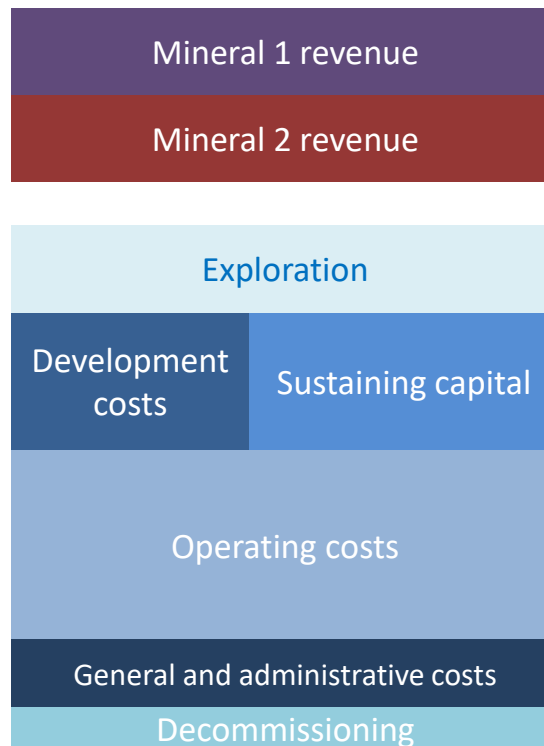 Mineral 1 revenue
Mineral 2 revenue
Exploration
Development
costs
Sustaining capital
Operating costs
General and administrative costs
Decommissioning